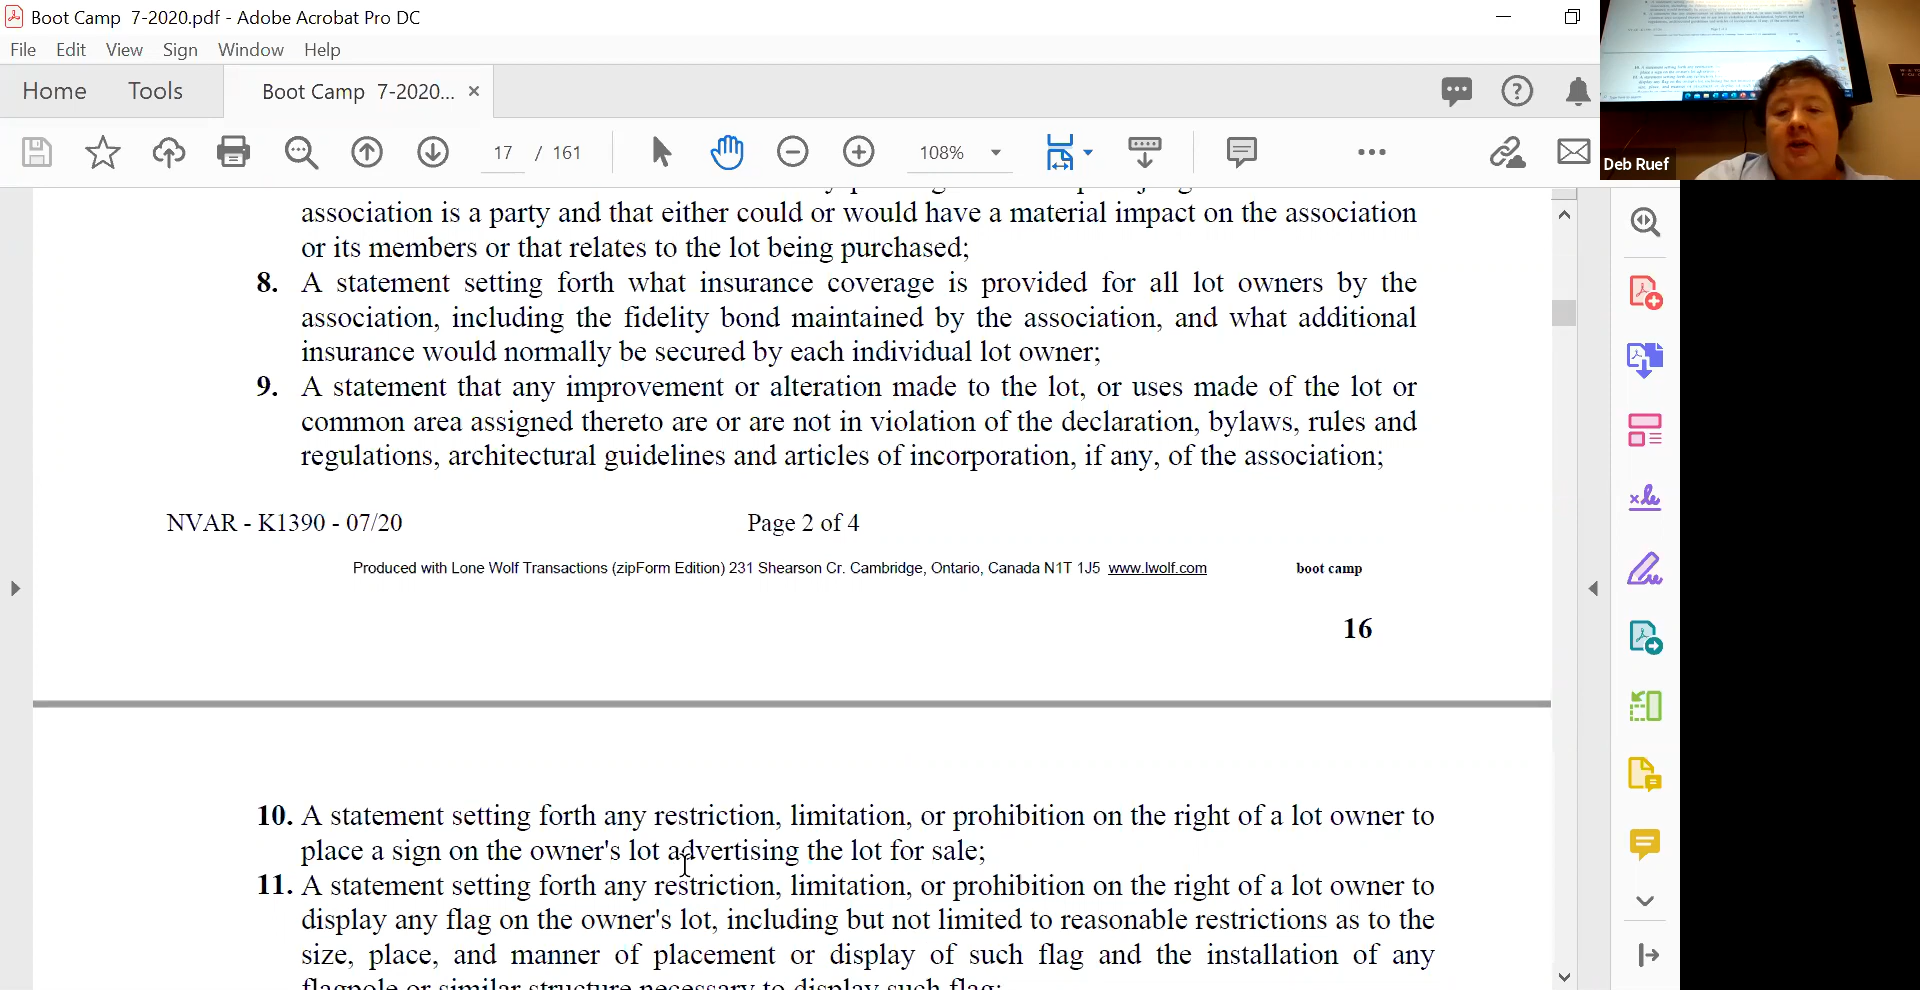 Boot Camp 7-2020.pdf - Adobe Acrobat Pro DC
File Edit View Sign Window Help
Home Tools Boot Camp 7-2020... ×
17 / 161 108%
Deb Ruef
association is a party and that either could or would have a material impact on the association
or its members or that relates to the lot being purchased;
8. A statement setting forth what insurance coverage is provided for all lot owners by the
association, including the fidelity bond maintained by the association, and what additional
insurance would normally be secured by each individual lot owner;
9. A statement that any improvement or alteration made to the lot, or uses made of the lot or
common area assigned thereto are or are not in violation of the declaration, bylaws, rules and
regulations, architectural guidelines and articles of incorporation, if any, of the association;
NVAR - K1390 - 07/20 Page 2 of 4
Produced with Lone Wolf Transactions (zipForm Edition) 231 Shearson Cr. Cambridge, Ontario, Canada N1T 1J5 www.lwolf.com boot camp
16
10. A statement setting forth any restriction, limitation, or prohibition on the right of a lot owner to
place a sign on the owner's lot advertising the lot for sale;
11. A statement setting forth any restriction, limitation, or prohibition on the right of a lot owner to
display any flag on the owner's lot, including but not limited to reasonable restrictions as to the
size, place, and manner of placement or display of such flag and the installation of any
flagpole or similar structure necessary to display such flag;